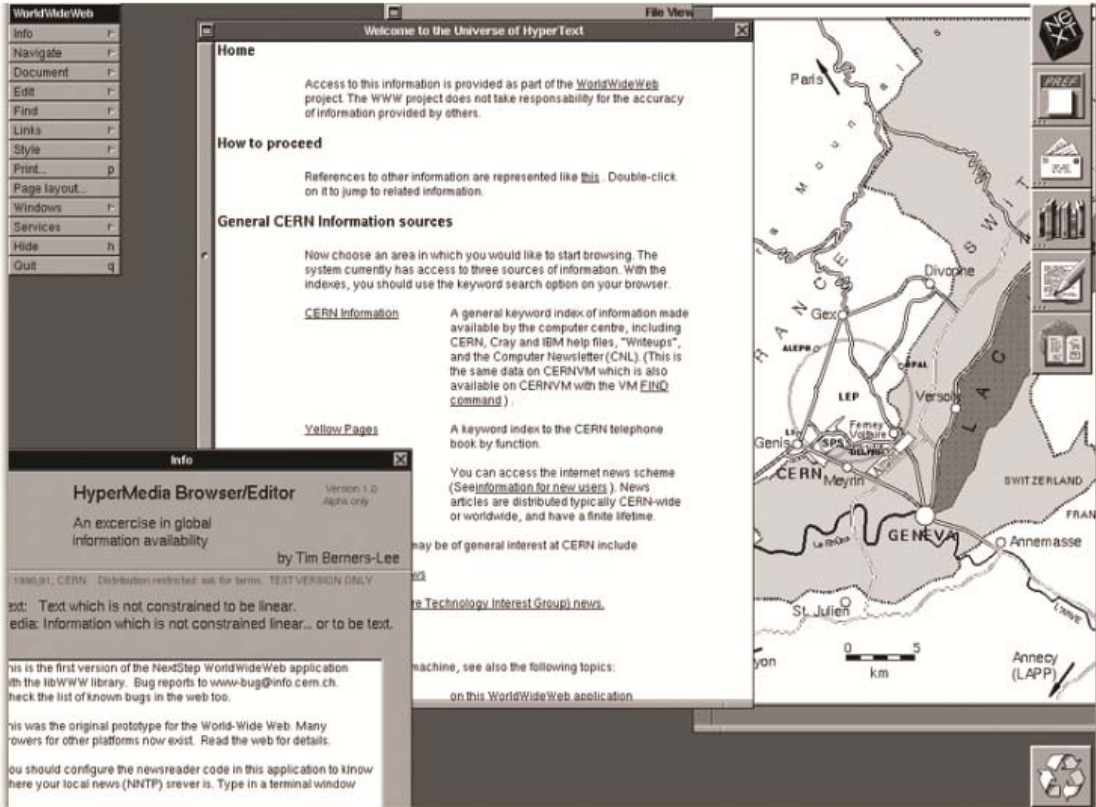 WorldWideWeb
Info
Navigate
Document
Edit
Find
Links
Style
Print... p
Page layout...
Windows
Services
Hide h
Quit q
File View
Welcome to the Universe of HyperText
Home
Access to this information is provided as part of the WorldWideWeb
project. The WWW project does not take responsability for the accuracy
of information provided by others.
How to proceed
References to other information are represented like this . Double-click
on it to jump to related information.
General CERN Information sources
Now choose an area in which you would like to start browsing. The
system currently has access to three sources of information. With the
indexes, you should use the keyword search option on your browser.
CERN Information
A general keyword index of information made
available by the computer centre, including
CERN, Cray and IBM help files, "Writeups",
and the Computer Newsletter (CNL). (This is
the same data on CERNVM which is also
available on CERNVM with the VM FIND
command ) .
Yellow Pages
A keyword index to the CERN telephone
book by function.
You can access the internet news scheme
(Seeinformation for new users ). News
articles are distributed typically CERN-wide
or worldwide, and have a finite lifetime.
may be of general interest at CERN include
re Technology Interest Group) news.
machine, see also the following topics:
on this WorldWideWeb application
Info
HyperMedia Browser/Editor
Version 1.0
Alpha only
An excercise in global
information availability
by Tim Berners-Lee
1990,91, CERN. Distribution restricted: ask for terms. TEST VERSION ONLY
ext: Text which is not constrained to be linear.
edia: Information which is not constrained linear... or to be text.
his is the first version of the NextStep WorldWideWeb application
ith the libWWW library. Bug reports to www-bug@info.cern.ch.
heck the list of known bugs in the web too.
his was the original prototype for the World-Wide Web. Many
rowers for other platforms now exist. Read the web for details.
ou should configure the newsreader code in this application to klnow
here your local news (NNTP) srever is. Type in a terminal window
Paris
FRANCE
SWIT
Divonne
Gex
ALEPH
OPAL
LEP
LAC
Versoix
Ferney
Voltaire
L3
Genis
SPS
CERN
Meyrin
SWITZERLAND
FRAN
GENEVA
Le Rhône
Annemasse
L'ARVE
St. Julien
0 5
km
yon
Annecy
(LAPP)
NeXT
PREF